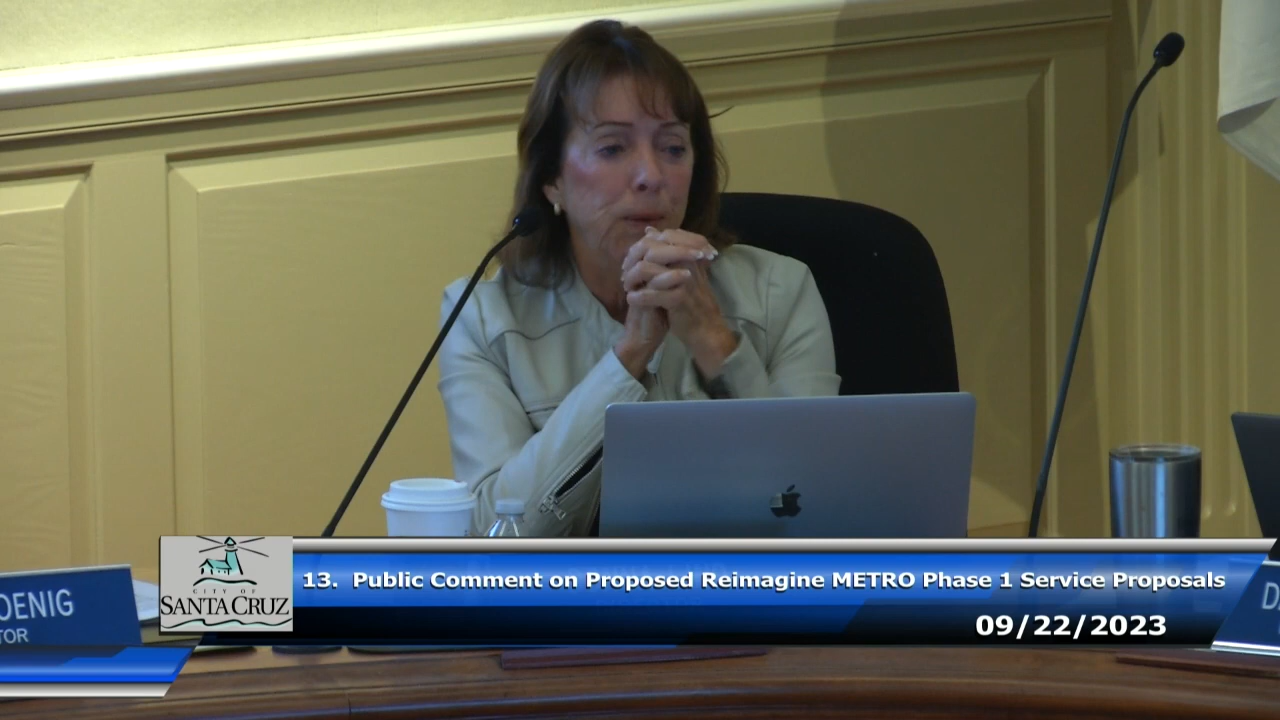 OENIG
TOR
CITY OF
SANTA CRUZ
13. Public Comment on Proposed Reimagine METRO Phase 1 Service Proposals
09/22/2023
D